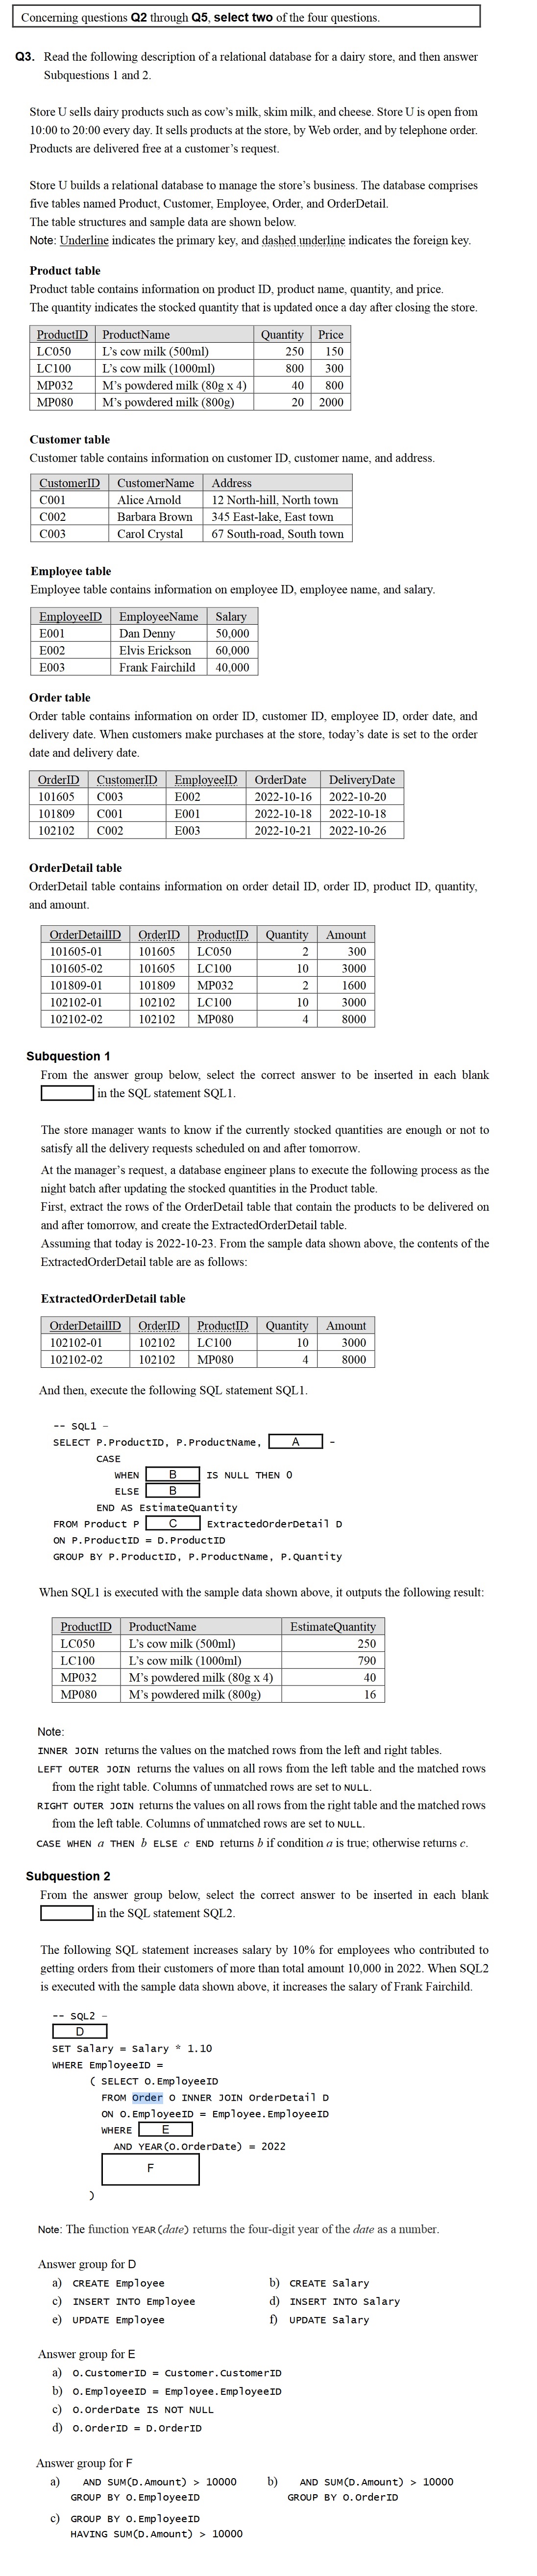 Concerning questions Q2 through Q5, select two of the four questions.
Q3. Read the following description of a relational database for a dairy store, and then answer
Subquestions 1 and 2.
Store U sells dairy products such as cow's milk, skim milk, and cheese. Store U is open from
10:00 to 20:00 every day. It sells products at the store, by Web order, and by telephone order.
Products are delivered free at a customer's request.
Store U builds a relational database to manage the store's business. The database comprises
five tables named Product, Customer, Employee, Order, and OrderDetail.
The table structures and sample data are shown below.
Note: Underline indicates the primary key, and dashed underline indicates the foreign key.
Product table
Product table contains information on product ID, product name, quantity, and price.
The quantity indicates the stocked quantity that is updated once a day after closing the store.
ProductID ProductName Quantity Price
LC050 L's cow milk (500ml) 250 150
LC100 L's cow milk (1000ml) 800 300
MP032 M's powdered milk (80g x 4) 40 800
MP080 M's powdered milk (800g) 20 2000
Customer table
Customer table contains information on customer ID, customer name, and address.
CustomerID CustomerName Address
C001 Alice Arnold 12 North-hill, North town
C002 Barbara Brown 345 East-lake, East town
C003 Carol Crystal 67 South-road, South town
Employee table
Employee table contains information on employee ID, employee name, and salary.
EmployeeID EmployeeName Salary
E001 Dan Denny 50,000
E002 Elvis Erickson 60,000
E003 Frank Fairchild 40,000
Order table
Order table contains information on order ID, customer ID, employee ID, order date, and
delivery date. When customers make purchases at the store, today's date is set to the order
date and delivery date.
OrderID CustomerID EmployeeID OrderDate DeliveryDate
101605 C003 E002 2022-10-16 2022-10-20
101809 C001 E001 2022-10-18 2022-10-18
102102 C002 E003 2022-10-21 2022-10-26
OrderDetail table
OrderDetail table contains information on order detail ID, order ID, product ID, quantity,
and amount.
OrderDetailID OrderID ProductID Quantity Amount
101605-01 101605 LC050 2 300
101605-02 101605 LC100 10 3000
101809-01 101809 MP032 2 1600
102102-01 102102 LC100 10 3000
102102-02 102102 MP080 4 8000
Subquestion 1
From the answer group below, select the correct answer to be inserted in each blank
in the SQL statement SQL1.
The store manager wants to know if the currently stocked quantities are enough or not to
satisfy all the delivery requests scheduled on and after tomorrow.
At the manager's request, a database engineer plans to execute the following process as the
night batch after updating the stocked quantities in the Product table.
First, extract the rows of the OrderDetail table that contain the products to be delivered on
and after tomorrow, and create the ExtractedOrderDetail table.
Assuming that today is 2022-10-23. From the sample data shown above, the contents of the
ExtractedOrderDetail table are as follows:
ExtractedOrderDetail table
OrderDetailID OrderID ProductID Quantity Amount
102102-01 102102 LC100 10 3000
102102-02 102102 MP080 4 8000
And then, execute the following SQL statement SQL1.
-- SQL1 -
SELECT P.ProductID, P.ProductName, A -
CASE
WHEN B IS NULL THEN 0
ELSE B
END AS EstimateQuantity
FROM Product P C ExtractedOrderDetail D
ON P.ProductID = D.ProductID
GROUP BY P.ProductID, P.ProductName, P.Quantity
When SQL1 is executed with the sample data shown above, it outputs the following result:
ProductID ProductName EstimateQuantity
LC050 L's cow milk (500ml) 250
LC100 L's cow milk (1000ml) 790
MP032 M's powdered milk (80g x 4) 40
MP080 M's powdered milk (800g) 16
Note:
INNER JOIN returns the values on the matched rows from the left and right tables.
LEFT OUTER JOIN returns the values on all rows from the left table and the matched rows
from the right table. Columns of unmatched rows are set to NULL.
RIGHT OUTER JOIN returns the values on all rows from the right table and the matched rows
from the left table. Columns of unmatched rows are set to NULL.
CASE WHEN a THEN b ELSE c END returns b if condition a is true; otherwise returns c.
Subquestion 2
From the answer group below, select the correct answer to be inserted in each blank
in the SQL statement SQL2.
The following SQL statement increases salary by 10% for employees who contributed to
getting orders from their customers of more than total amount 10,000 in 2022. When SQL2
is executed with the sample data shown above, it increases the salary of Frank Fairchild.
-- SQL2 -
D
SET Salary = Salary * 1.10
WHERE EmployeeID =
( SELECT O.EmployeeID
FROM Order O INNER JOIN OrderDetail D
ON O.EmployeeID = Employee.EmployeeID
WHERE E
AND YEAR(O.OrderDate) = 2022
F
)
Note: The function YEAR(date) returns the four-digit year of the date as a number.
Answer group for D
a) CREATE Employee b) CREATE Salary
c) INSERT INTO Employee d) INSERT INTO Salary
e) UPDATE Employee f) UPDATE Salary
Answer group for E
a) O.CustomerID = Customer.CustomerID
b) O.EmployeeID = Employee.EmployeeID
c) O.OrderDate IS NOT NULL
d) O.OrderID = D.OrderID
Answer group for F
a) AND SUM(D.Amount) > 10000 b) AND SUM(D.Amount) > 10000
GROUP BY O.EmployeeID GROUP BY O.OrderID
c) GROUP BY O.EmployeeID
HAVING SUM(D.Amount) > 10000